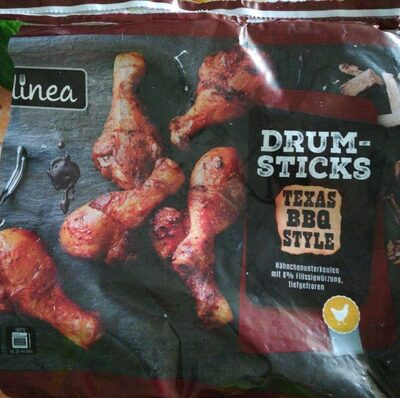 linea
DRUM-
STICKS
TEXAS
BBQ
STYLE
Hähnchenunterkeulen
mit 8% Flüssigwürzung,
tiefgefroren